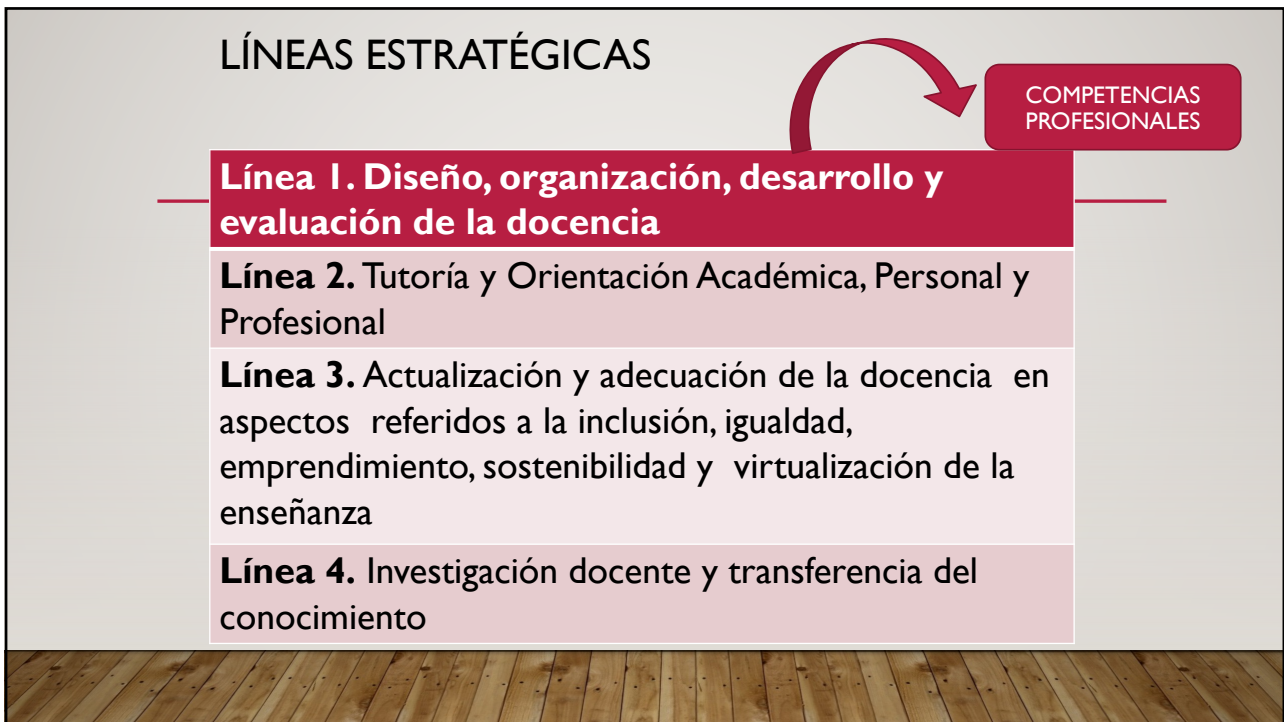 LÍNEAS ESTRATÉGICAS
COMPETENCIAS
PROFESIONALES
Línea 1. Diseño, organización, desarrollo y
evaluación de la docencia
Línea 2. Tutoría y Orientación Académica, Personal y
Profesional
Línea 3. Actualización y adecuación de la docencia en
aspectos referidos a la inclusión, igualdad,
emprendimiento, sostenibilidad y virtualización de la
enseñanza
Línea 4. Investigación docente y transferencia del
conocimiento